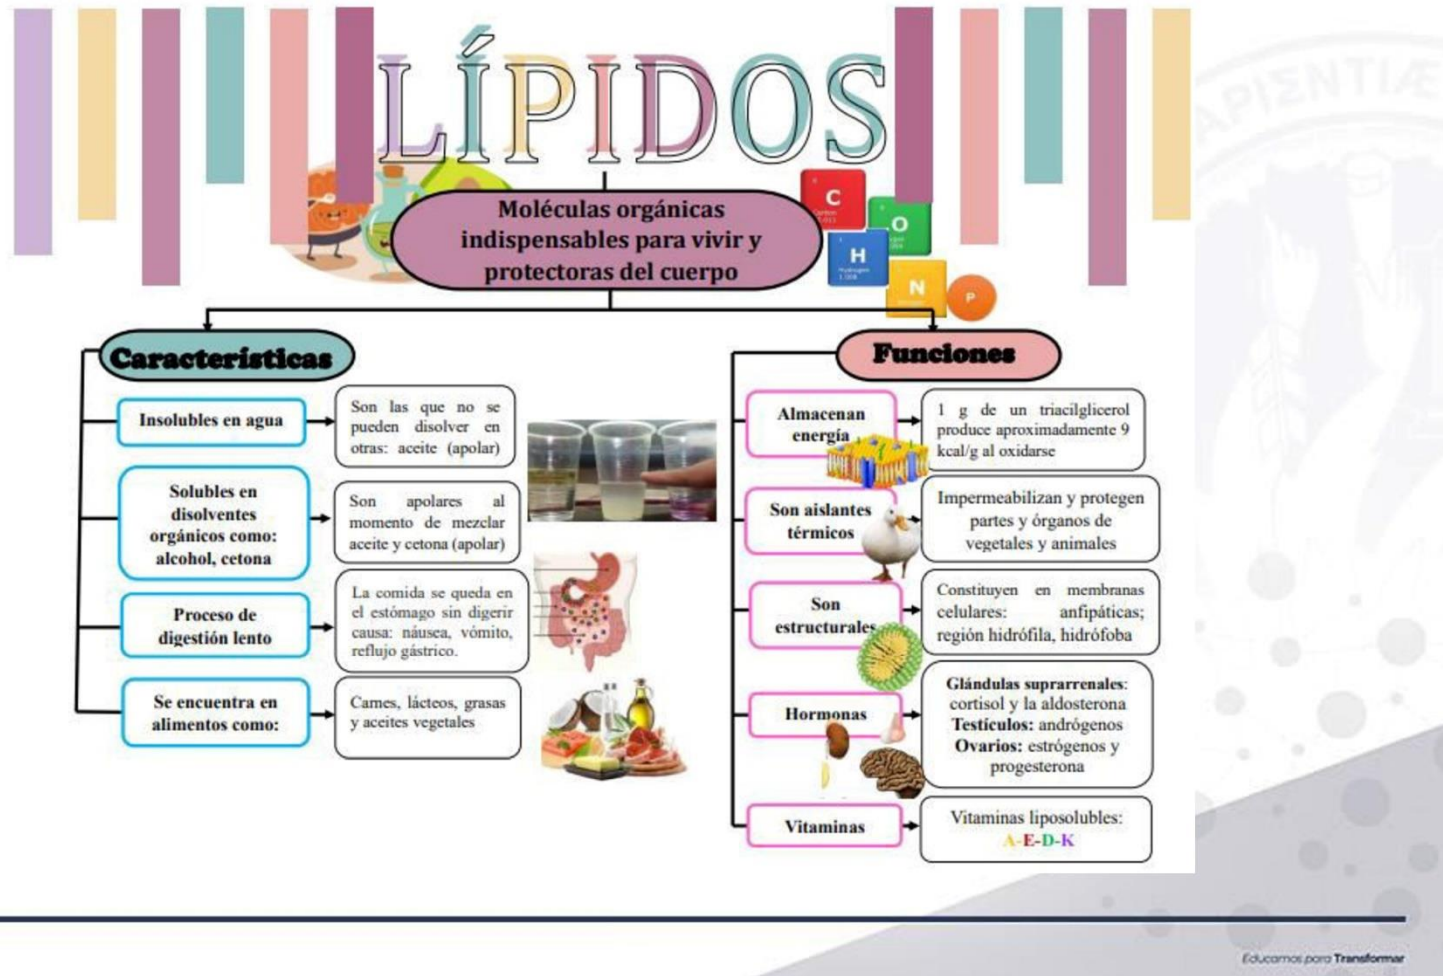 LÍPIDOS
Moléculas orgánicas
indispensables para vivir y
protectoras del cuerpo
C
O
H
N
P
Características
Insolubles en agua
Son las que no se
pueden disolver en
otras: aceite (apolar)
Solubles en
disolventes
orgánicos como:
alcohol, cetona
Son apolares al
momento de mezclar
aceite y cetona (apolar)
Proceso de
digestión lento
La comida se queda en
el estómago sin digerir
causa: náusea, vómito,
reflujo gástrico.
Se encuentra en
alimentos como:
Carnes, lácteos, grasas
y aceites vegetales
Funciones
Almacenan
energía
1 g de un triacilglicerol
produce aproximadamente 9
kcal/g al oxidarse
Son aislantes
térmicos
Impermeabilizan y protegen
partes y órganos de
vegetales y animales
Son
estructurales
Constituyen en membranas
celulares: anfipáticas;
región hidrófila, hidrófoba
Hormonas
Glándulas suprarrenales:
cortisol y la aldosterona
Testículos: andrógenos
Ovarios: estrógenos y
progesterona
Vitaminas
Vitaminas liposolubles:
A-E-D-K
APIENTIÆ
Educamos para Transformar